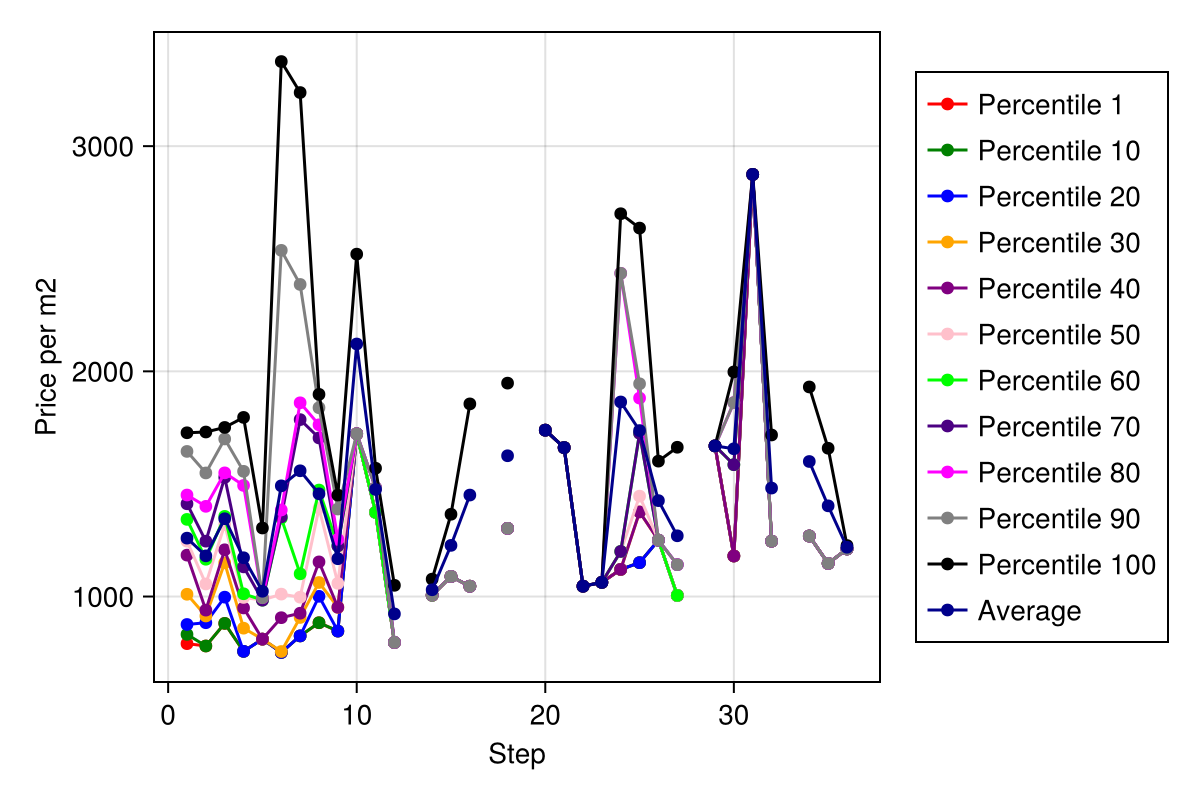 Price per m2
3000
2000
1000
0
10
20
30
Step
Percentile 1
Percentile 10
Percentile 20
Percentile 30
Percentile 40
Percentile 50
Percentile 60
Percentile 70
Percentile 80
Percentile 90
Percentile 100
Average